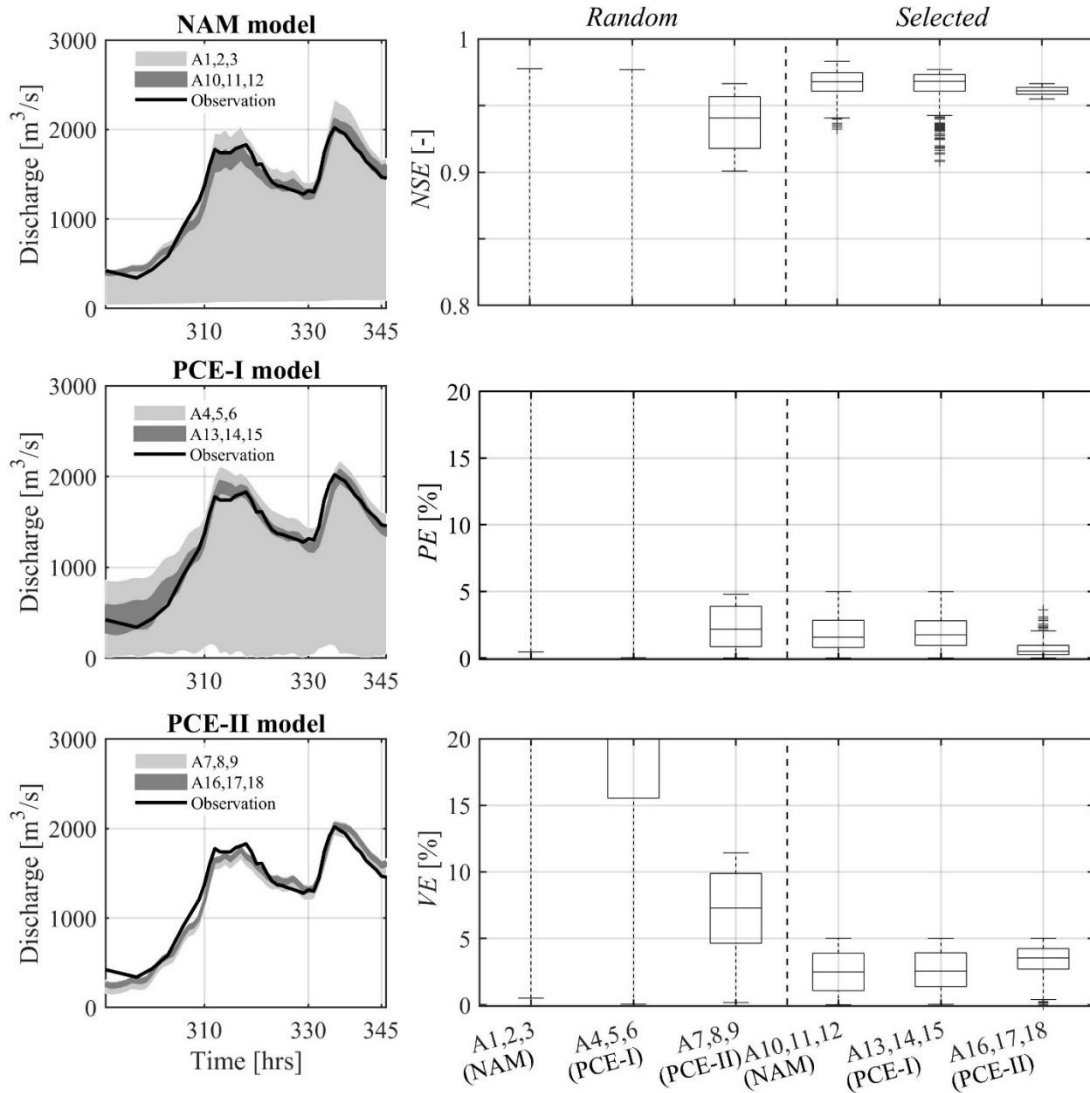 NAM model
3000
2000
1000
0
Discharge [m³/s]
A1,2,3
A10,11,12
Observation
310
330
345
Random
Selected
1
0.9
0.8
NSE [-]
PCE-I model
3000
2000
1000
0
Discharge [m³/s]
A4,5,6
A13,14,15
Observation
310
330
345
20
15
10
5
0
PE [%]
PCE-II model
3000
2000
1000
0
Discharge [m³/s]
A7,8,9
A16,17,18
Observation
310
330
345
Time [hrs]
20
15
10
5
0
VE [%]
A1,2,3
(NAM)
A4,5,6
(PCE-I)
A7,8,9
(PCE-II)
A10,11,12
(NAM)
A13,14,15
(PCE-I)
A16,17,18
(PCE-II)